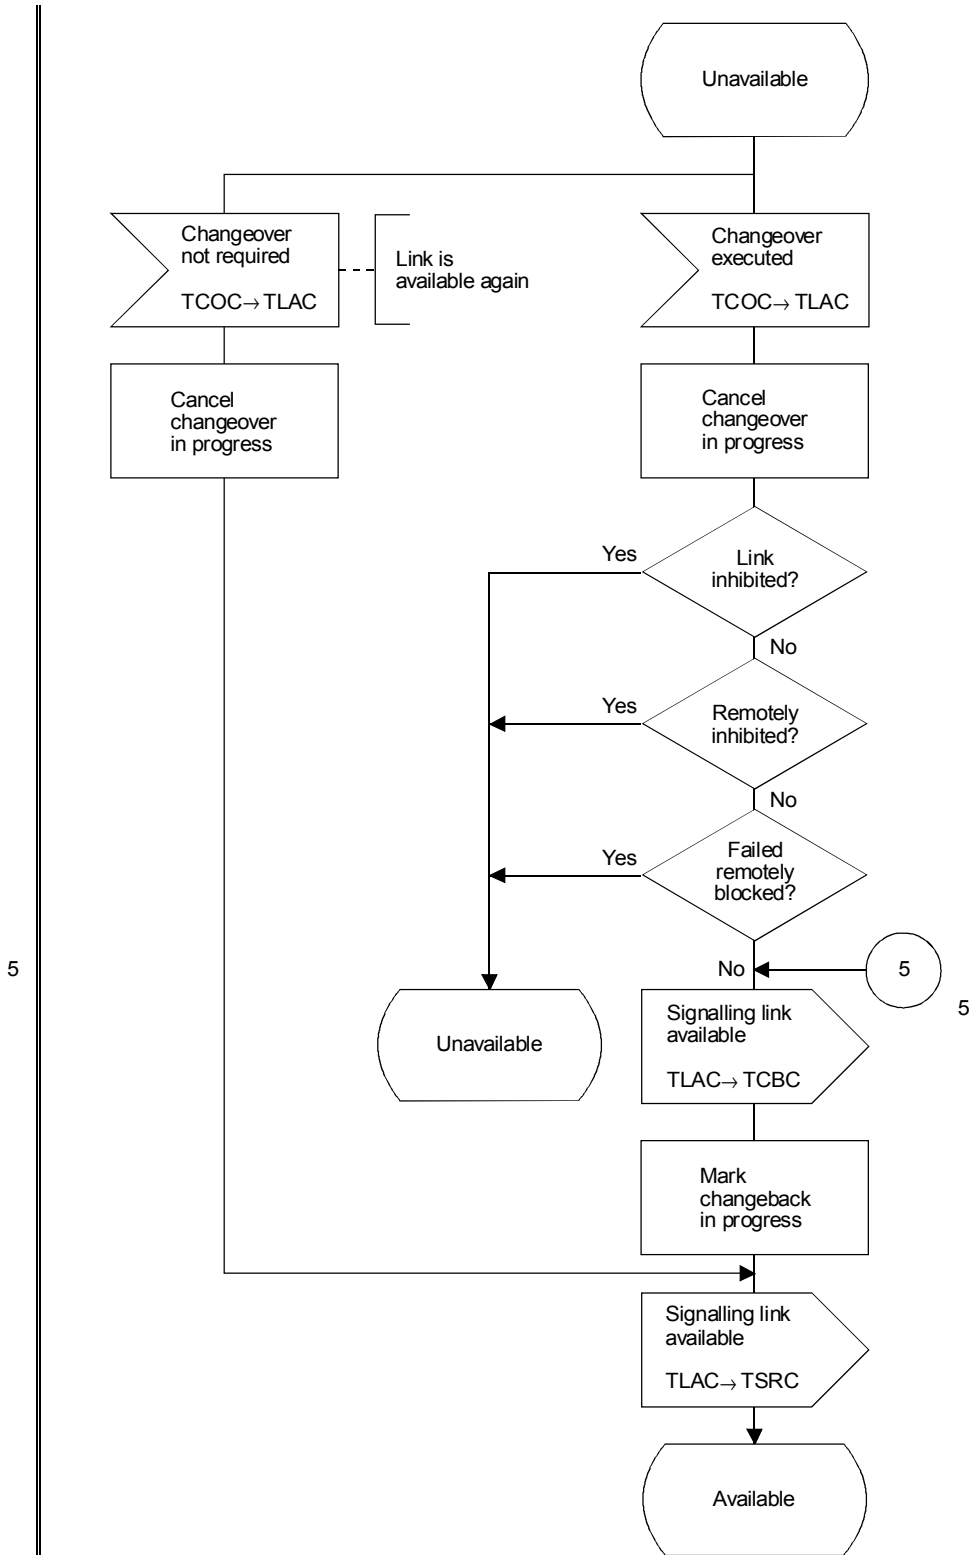 Unavailable
Changeover
not required
TCOC→TLAC
Link is
available again
Changeover
executed
TCOC→TLAC
Cancel
changeover
in progress
Cancel
changeover
in progress
Link
inhibited?
Yes
No
Remotely
inhibited?
Yes
No
Failed
remotely
blocked?
Yes
No
5
5
5
Unavailable
Signalling link
available
TLAC→TCBC
Mark
changeback
in progress
Signalling link
available
TLAC→TSRC
Available